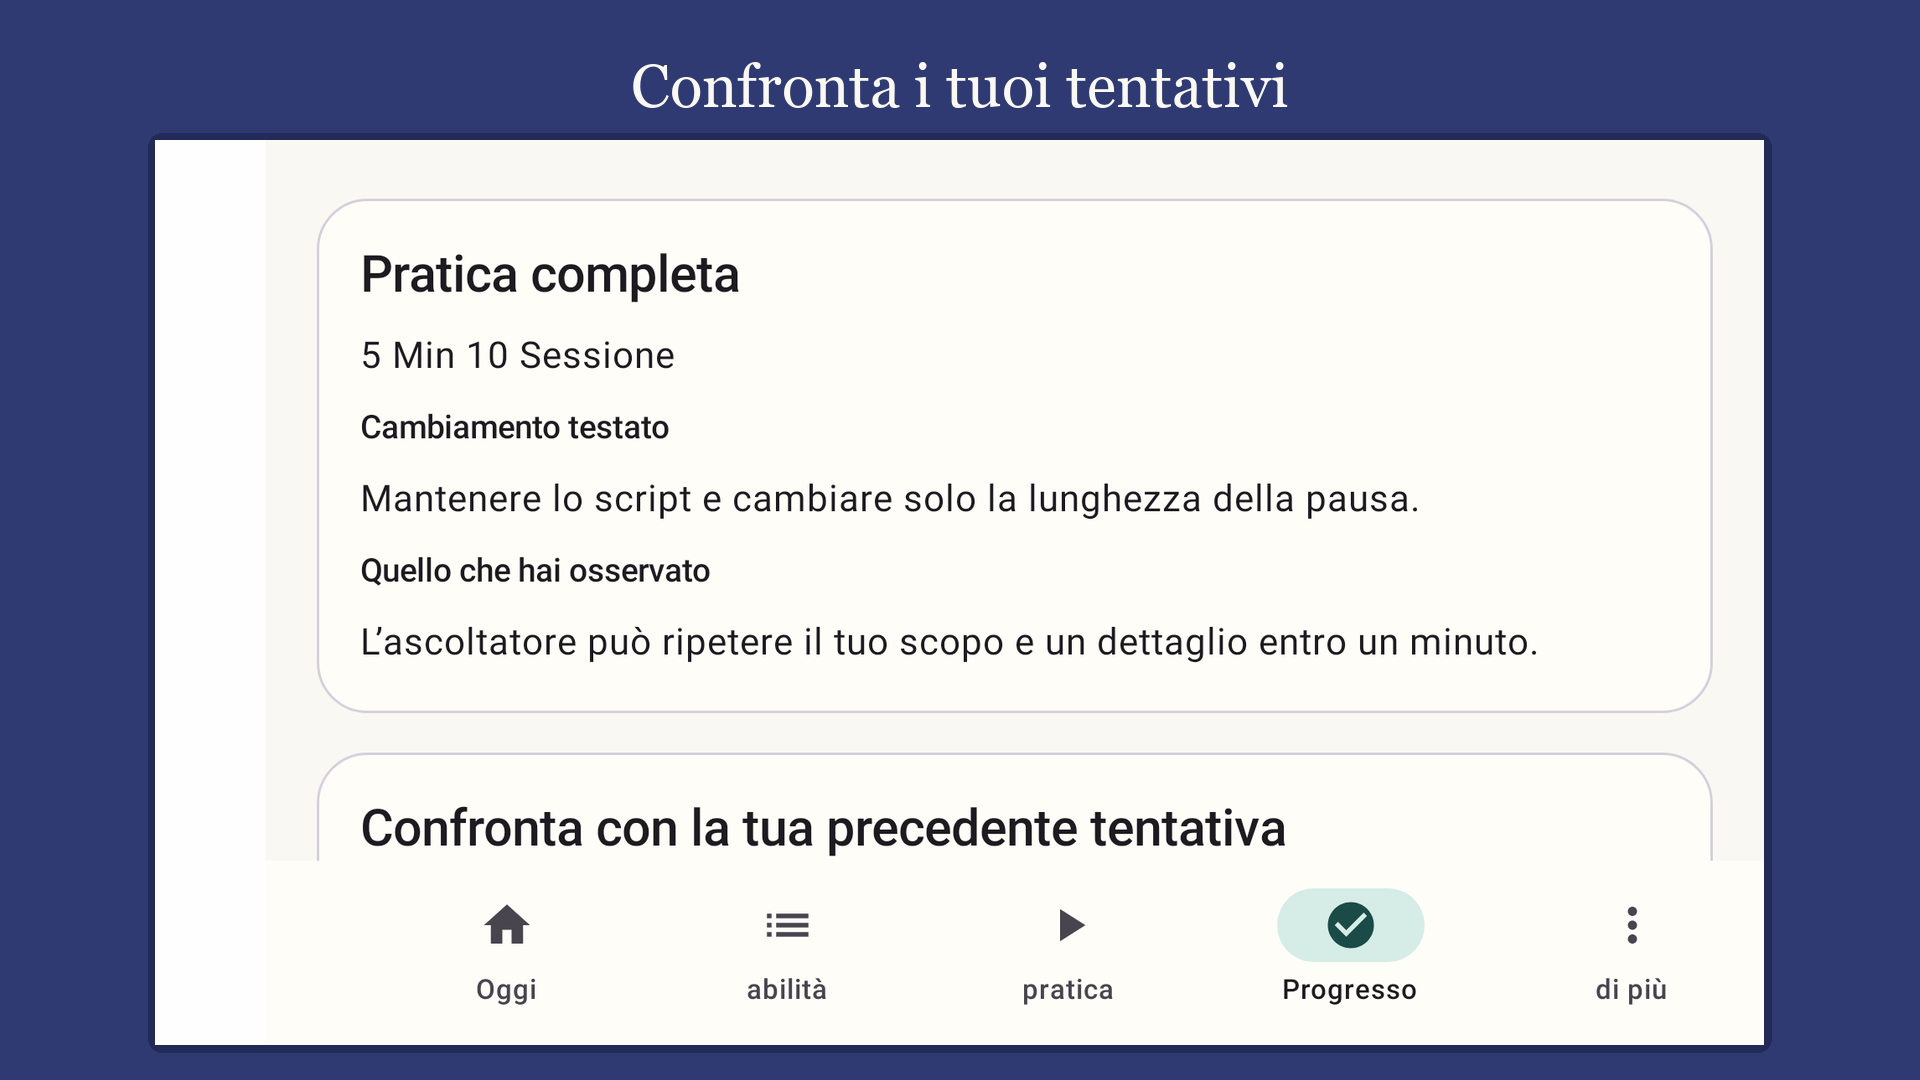 Confronta i tuoi tentativi
Pratica completa
5 Min 10 Sessione
Cambiamento testato
Mantenere lo script e cambiare solo la lunghezza della pausa.
Quello che hai osservato
L’ascoltatore può ripetere il tuo scopo e un dettaglio entro un minuto.
Confronta con la tua precedente tentativa
Oggi
abilità
pratica
Progresso
di più